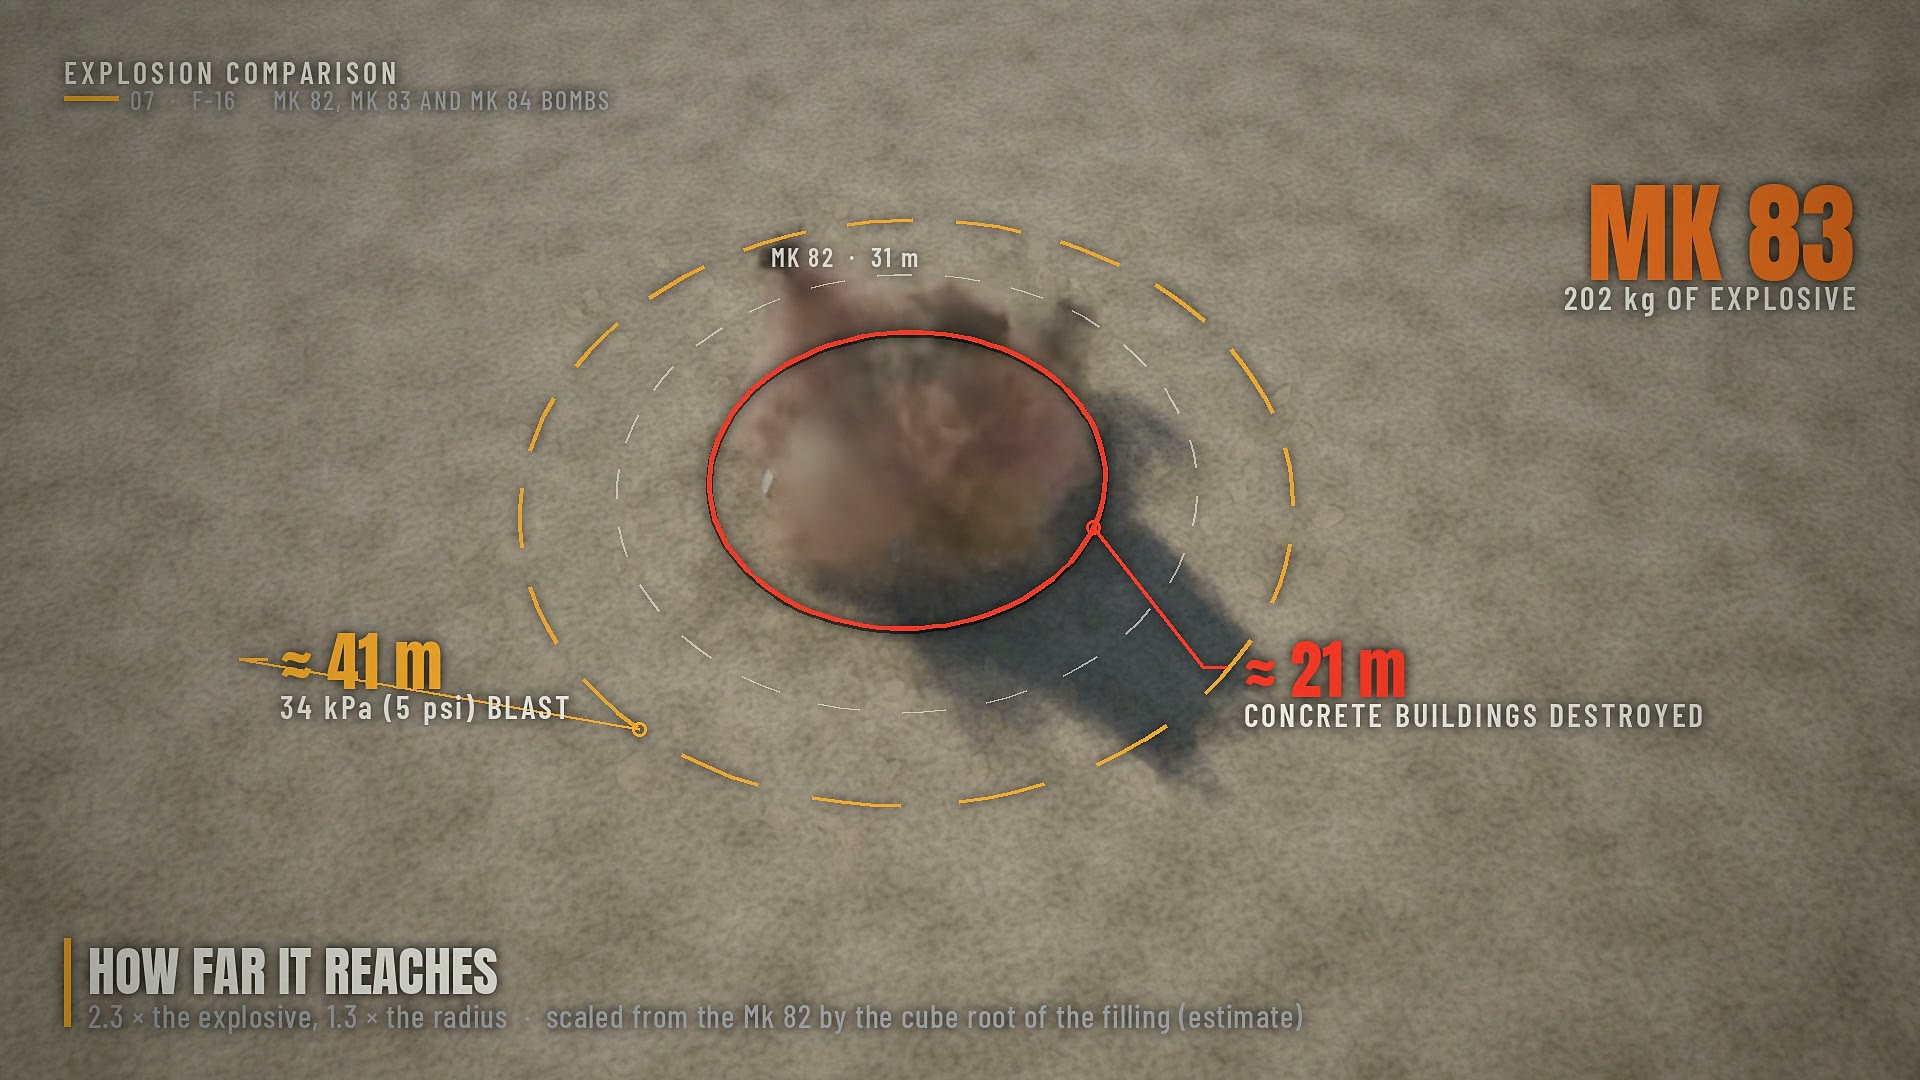 EXPLOSION COMPARISON
07 · F-16 · MK 82, MK 83 AND MK 84 BOMBS
MK 83
202 kg OF EXPLOSIVE
MK 82 · 31 m
≈ 41 m
34 kPa (5 psi) BLAST
≈ 21 m
CONCRETE BUILDINGS DESTROYED
HOW FAR IT REACHES
2.3 × the explosive, 1.3 × the radius · scaled from the Mk 82 by the cube root of the filling (estimate)